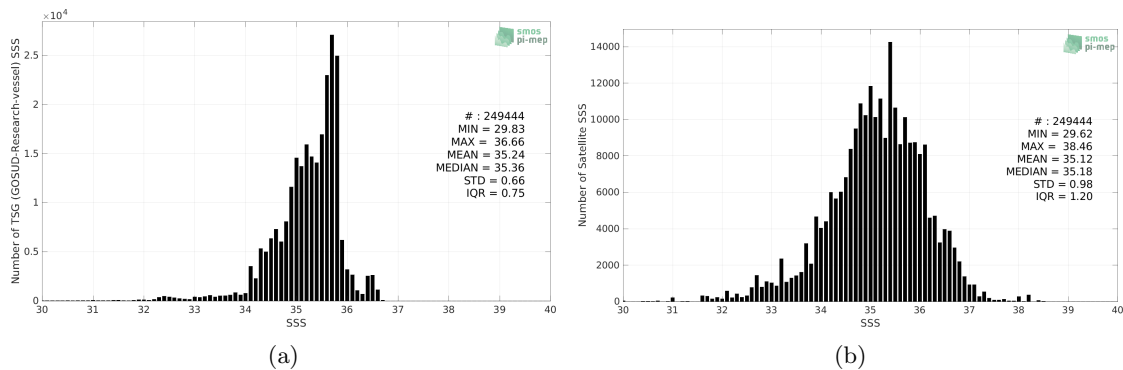 ×10⁴
smos
pi-mep
Number of TSG (GOSUD-Research-vessel) SSS
2.5
2
1.5
1
0.5
0
# : 249444
MIN = 29.83
MAX = 36.66
MEAN = 35.24
MEDIAN = 35.36
STD = 0.66
IQR = 0.75
30 31 32 33 34 35 36 37 38 39 40
SSS
(a)
smos
pi-mep
Number of Satellite SSS
14000
12000
10000
8000
6000
4000
2000
0
# : 249444
MIN = 29.62
MAX = 38.46
MEAN = 35.12
MEDIAN = 35.18
STD = 0.98
IQR = 1.20
30 31 32 33 34 35 36 37 38 39 40
SSS
(b)